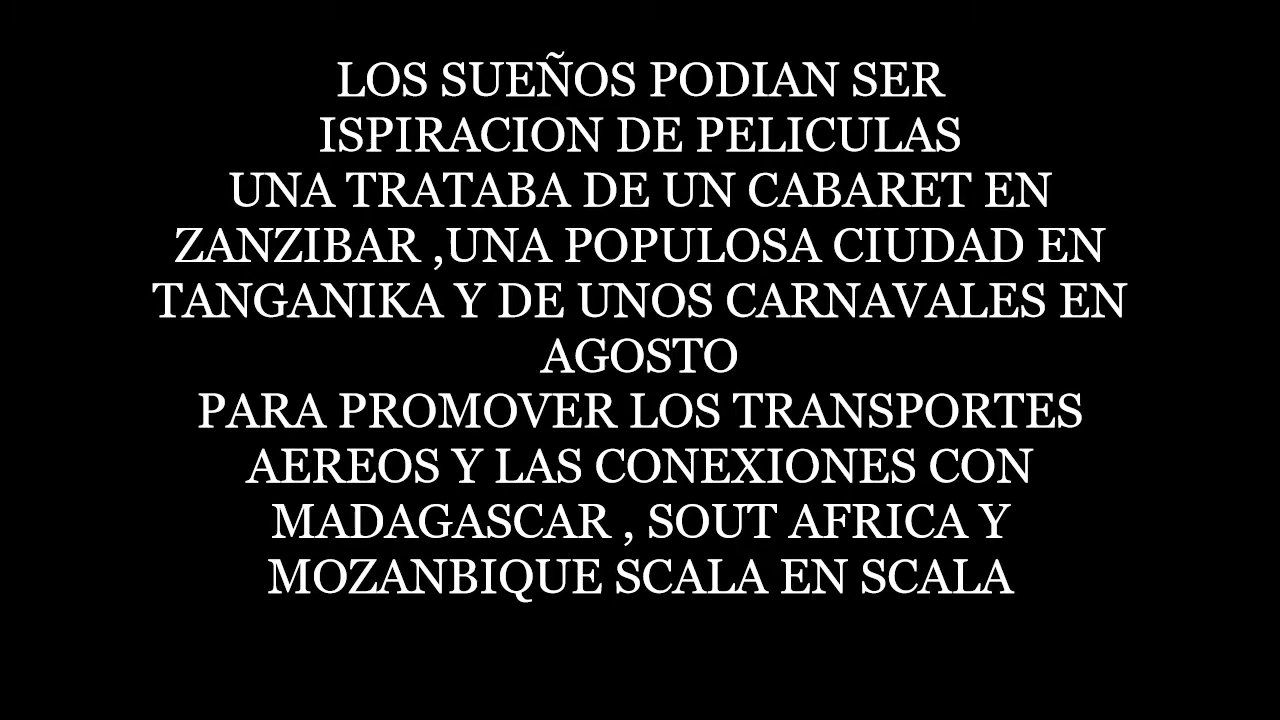 LOS SUEÑOS PODIAN SER
ISPIRACION DE PELICULAS
UNA TRATABA DE UN CABARET EN
ZANZIBAR ,UNA POPULOSA CIUDAD EN
TANGANIKA Y DE UNOS CARNAVALES EN
AGOSTO
PARA PROMOVER LOS TRANSPORTES
AEREOS Y LAS CONEXIONES CON
MADAGASCAR , SOUT AFRICA Y
MOZANBIQUE SCALA EN SCALA